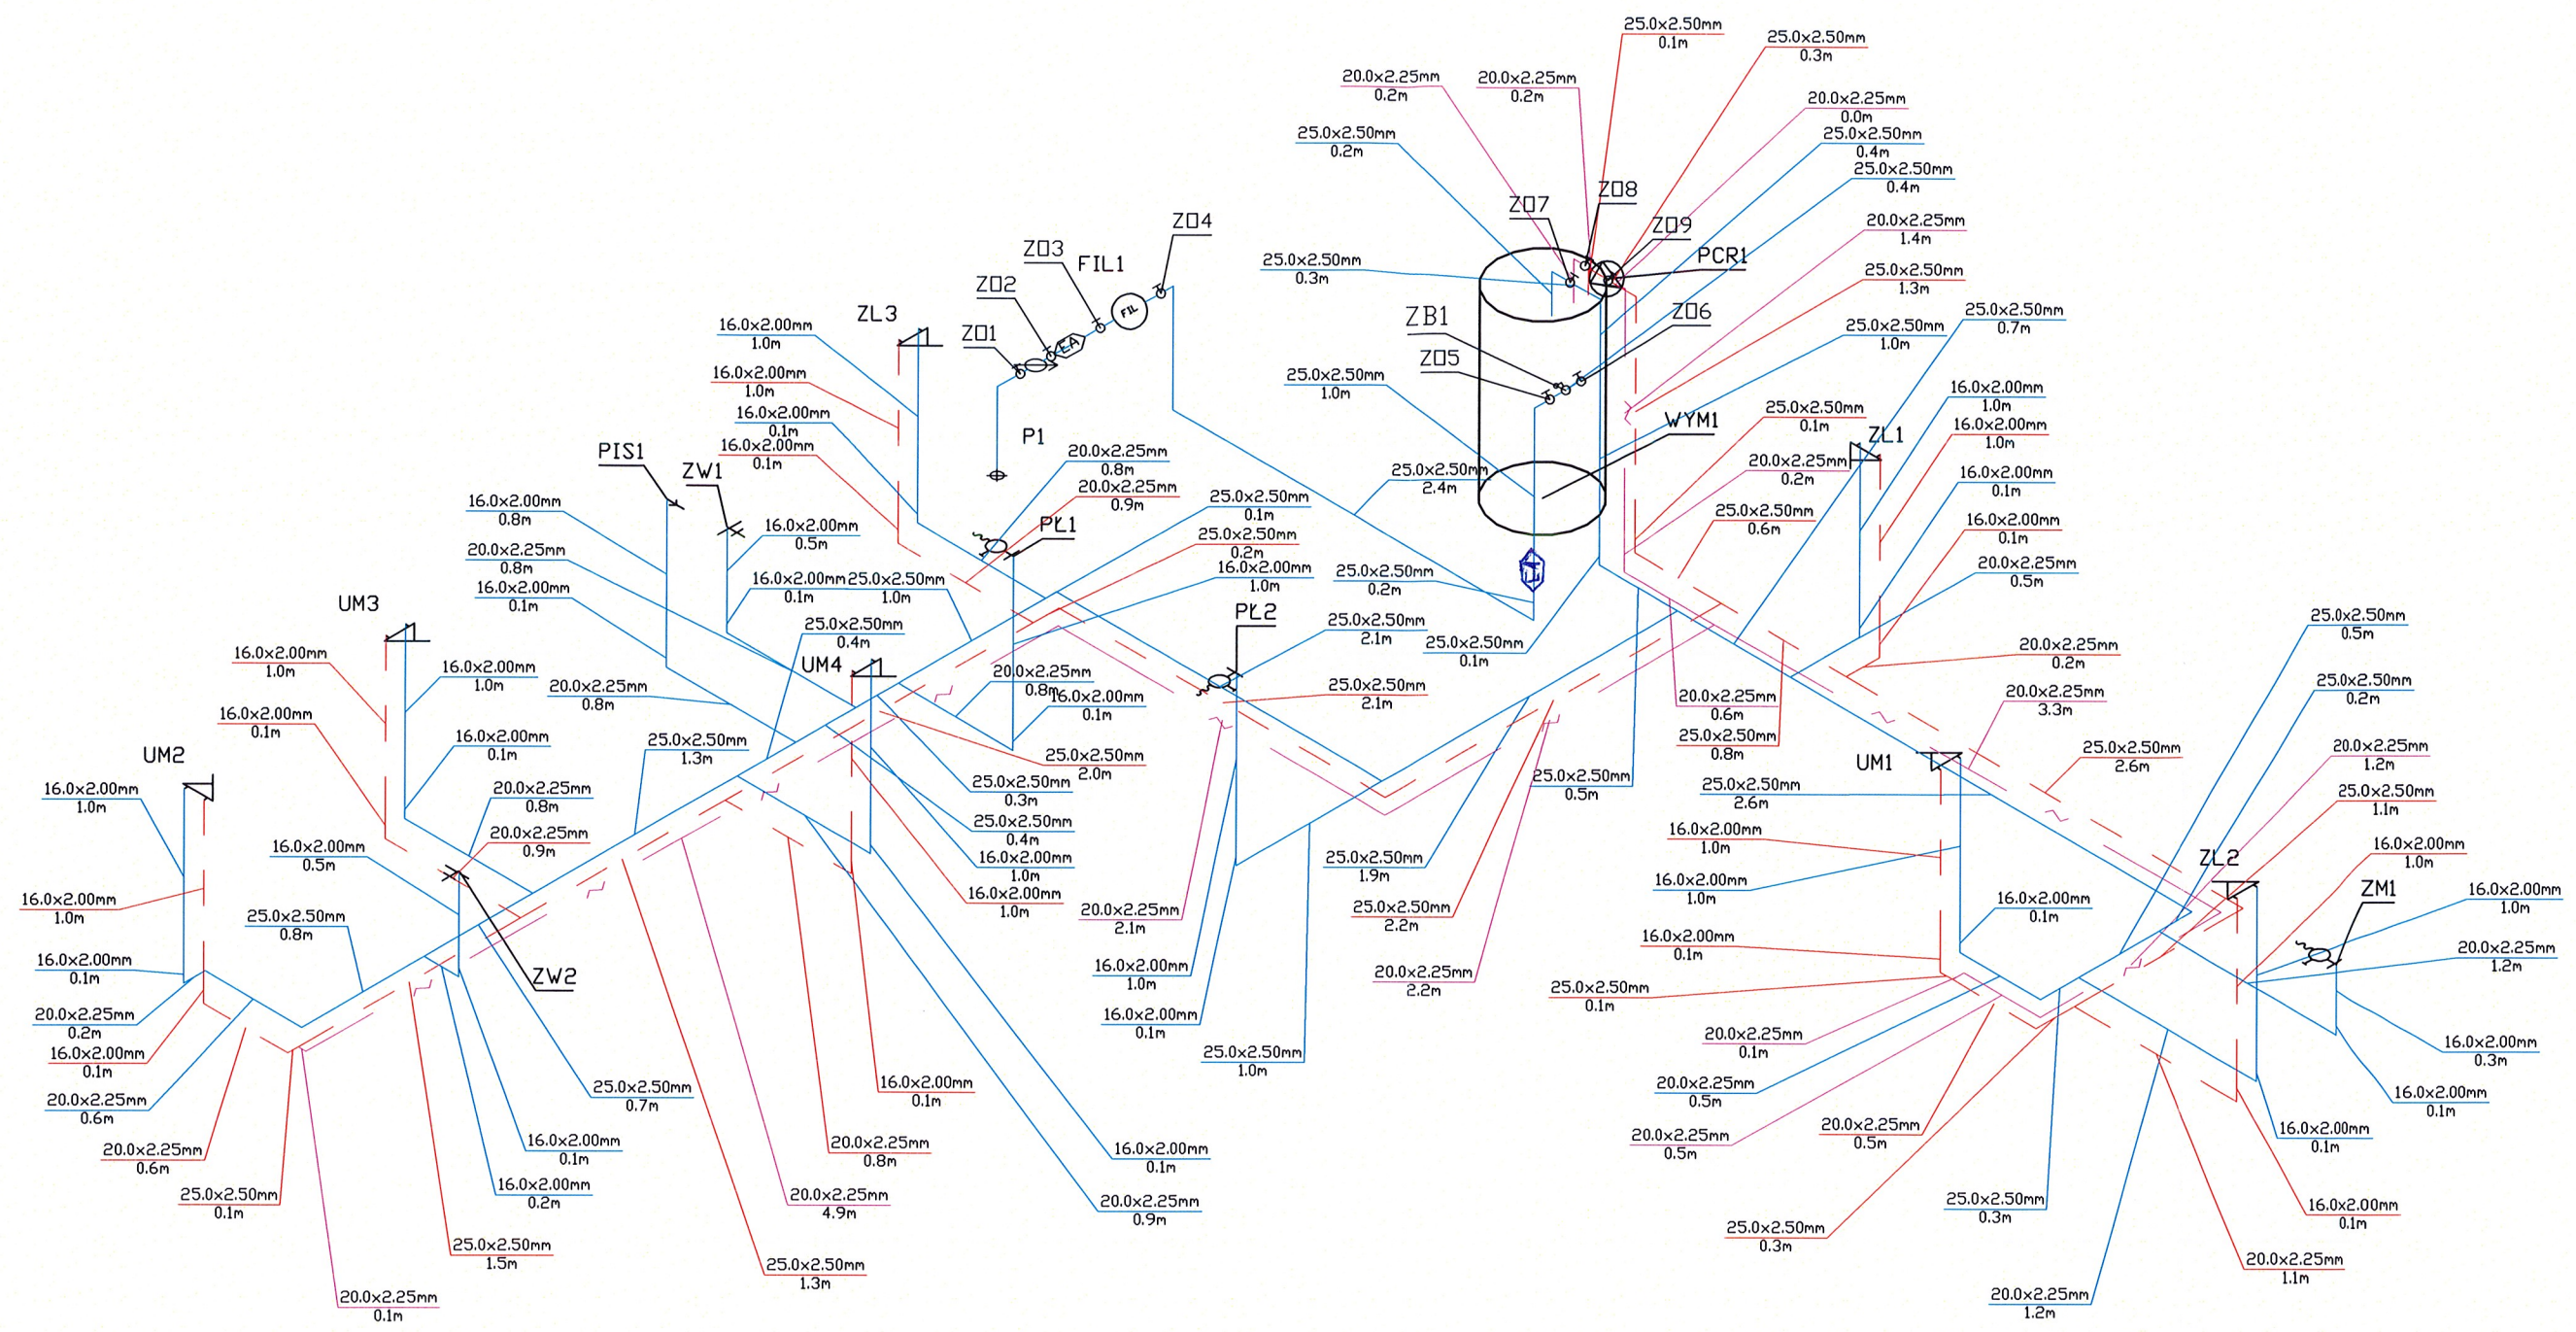 25.0x2.50mm
0.1m
25.0x2.50mm
0.3m
20.0x2.25mm
0.2m
20.0x2.25mm
0.2m
20.0x2.25mm
0.0m
25.0x2.50mm
0.2m
25.0x2.50mm
0.4m
25.0x2.50mm
0.4m
ZO7
ZO8
ZO9
PCR1
20.0x2.25mm
1.4m
25.0x2.50mm
0.3m
25.0x2.50mm
1.3m
ZO4
ZO3
FIL1
FIL
ZO2
EA
ZO1
ZL3
16.0x2.00mm
1.0m
ZB1
ZO6
ZO5
25.0x2.50mm
0.7m
25.0x2.50mm
1.0m
16.0x2.00mm
1.0m
25.0x2.50mm
1.0m
16.0x2.00mm
1.0m
16.0x2.00mm
0.1m
WYM1
25.0x2.50mm
0.1m
ZL1
16.0x2.00mm
1.0m
P1
16.0x2.00mm
0.1m
PIS1
ZW1
20.0x2.25mm
0.8m
25.0x2.50mm
2.4m
20.0x2.25mm
0.2m
16.0x2.00mm
0.1m
20.0x2.25mm
0.9m
25.0x2.50mm
0.1m
16.0x2.00mm
0.8m
16.0x2.00mm
0.5m
PŁ1
25.0x2.50mm
0.6m
16.0x2.00mm
0.1m
25.0x2.50mm
0.2m
20.0x2.25mm
0.8m
16.0x2.00mm
1.0m
EA
25.0x2.50mm
0.2m
20.0x2.25mm
0.5m
16.0x2.00mm
0.1m
16.0x2.00mm
0.1m
25.0x2.50mm
1.0m
UM3
PŁ2
25.0x2.50mm
0.4m
25.0x2.50mm
2.1m
25.0x2.50mm
0.1m
25.0x2.50mm
0.5m
16.0x2.00mm
1.0m
16.0x2.00mm
1.0m
UM4
20.0x2.25mm
0.8m
20.0x2.25mm
0.8m
16.0x2.00mm
0.1m
25.0x2.50mm
2.1m
20.0x2.25mm
0.2m
25.0x2.50mm
0.2m
20.0x2.25mm
0.6m
20.0x2.25mm
3.3m
16.0x2.00mm
0.1m
16.0x2.00mm
0.1m
25.0x2.50mm
1.3m
25.0x2.50mm
2.0m
25.0x2.50mm
0.8m
25.0x2.50mm
2.6m
20.0x2.25mm
1.2m
UM2
UM1
16.0x2.00mm
1.0m
20.0x2.25mm
0.8m
25.0x2.50mm
0.3m
25.0x2.50mm
0.5m
25.0x2.50mm
2.6m
25.0x2.50mm
1.1m
20.0x2.25mm
0.9m
25.0x2.50mm
0.4m
16.0x2.00mm
1.0m
16.0x2.00mm
0.5m
16.0x2.00mm
1.0m
25.0x2.50mm
1.9m
16.0x2.00mm
1.0m
16.0x2.00mm
1.0m
ZL2
ZM1
16.0x2.00mm
1.0m
25.0x2.50mm
0.8m
16.0x2.00mm
1.0m
20.0x2.25mm
2.1m
25.0x2.50mm
2.2m
16.0x2.00mm
0.1m
16.0x2.00mm
1.0m
16.0x2.00mm
0.1m
20.0x2.25mm
1.2m
16.0x2.00mm
0.1m
ZW2
16.0x2.00mm
1.0m
20.0x2.25mm
2.2m
25.0x2.50mm
0.1m
20.0x2.25mm
0.2m
16.0x2.00mm
0.1m
20.0x2.25mm
0.1m
16.0x2.00mm
0.3m
16.0x2.00mm
0.1m
25.0x2.50mm
1.0m
20.0x2.25mm
0.5m
16.0x2.00mm
0.1m
20.0x2.25mm
0.6m
25.0x2.50mm
0.7m
16.0x2.00mm
0.1m
20.0x2.25mm
0.5m
20.0x2.25mm
0.5m
16.0x2.00mm
0.1m
20.0x2.25mm
0.6m
16.0x2.00mm
0.1m
20.0x2.25mm
0.8m
16.0x2.00mm
0.1m
25.0x2.50mm
0.1m
16.0x2.00mm
0.2m
20.0x2.25mm
4.9m
20.0x2.25mm
0.9m
25.0x2.50mm
0.3m
25.0x2.50mm
0.3m
16.0x2.00mm
0.1m
25.0x2.50mm
1.5m
25.0x2.50mm
1.3m
20.0x2.25mm
1.1m
20.0x2.25mm
0.1m
20.0x2.25mm
1.2m